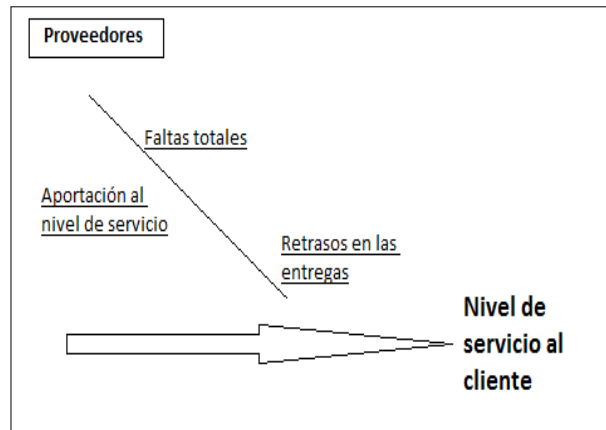 Proveedores
Faltas totales
Aportación al
nivel de servicio
Retrasos en las
entregas
Nivel de
servicio al
cliente